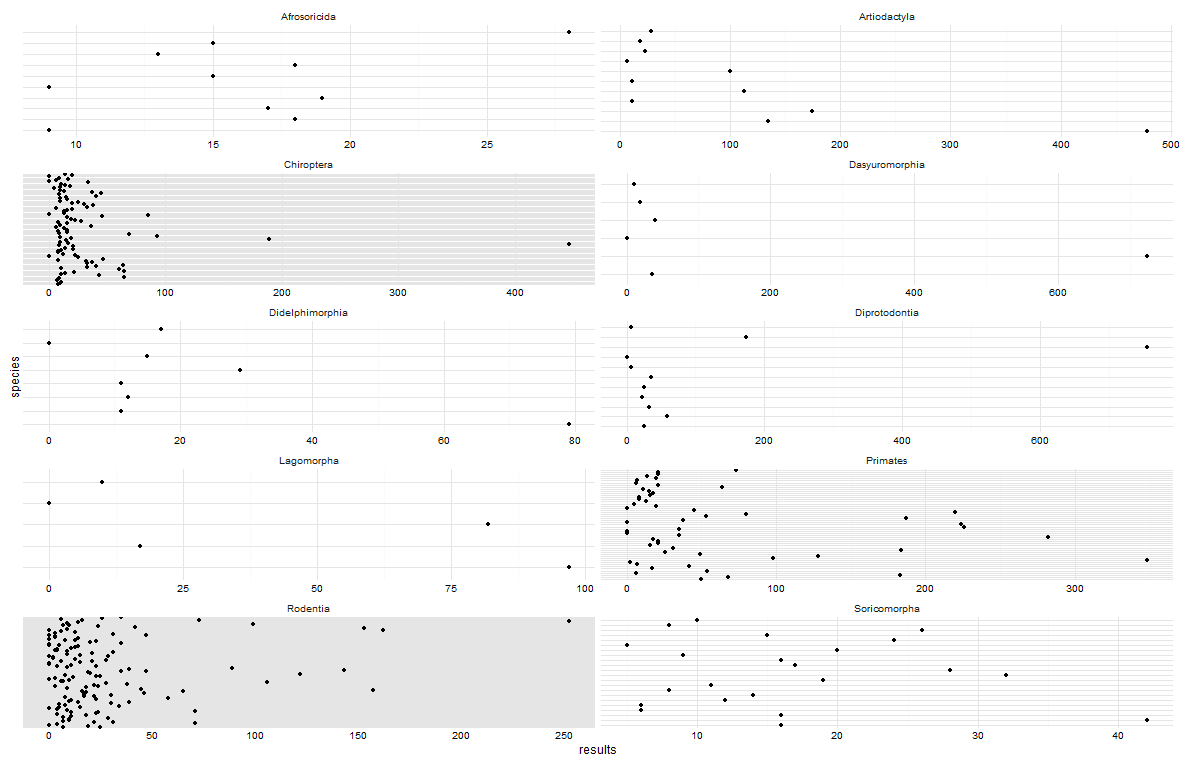 Afrosoricida
Artiodactyla
10 15 20 25
0 100 200 300 400 500
Chiroptera
Dasyuromorphia
0 100 200 300 400
0 200 400 600
Didelphimorphia
Diprotodontia
species
0 20 40 60 80
0 200 400 600
Lagomorpha
Primates
0 25 50 75 100
0 100 200 300
Rodentia
Soricomorpha
0 50 100 150 200 250
10 20 30 40
results